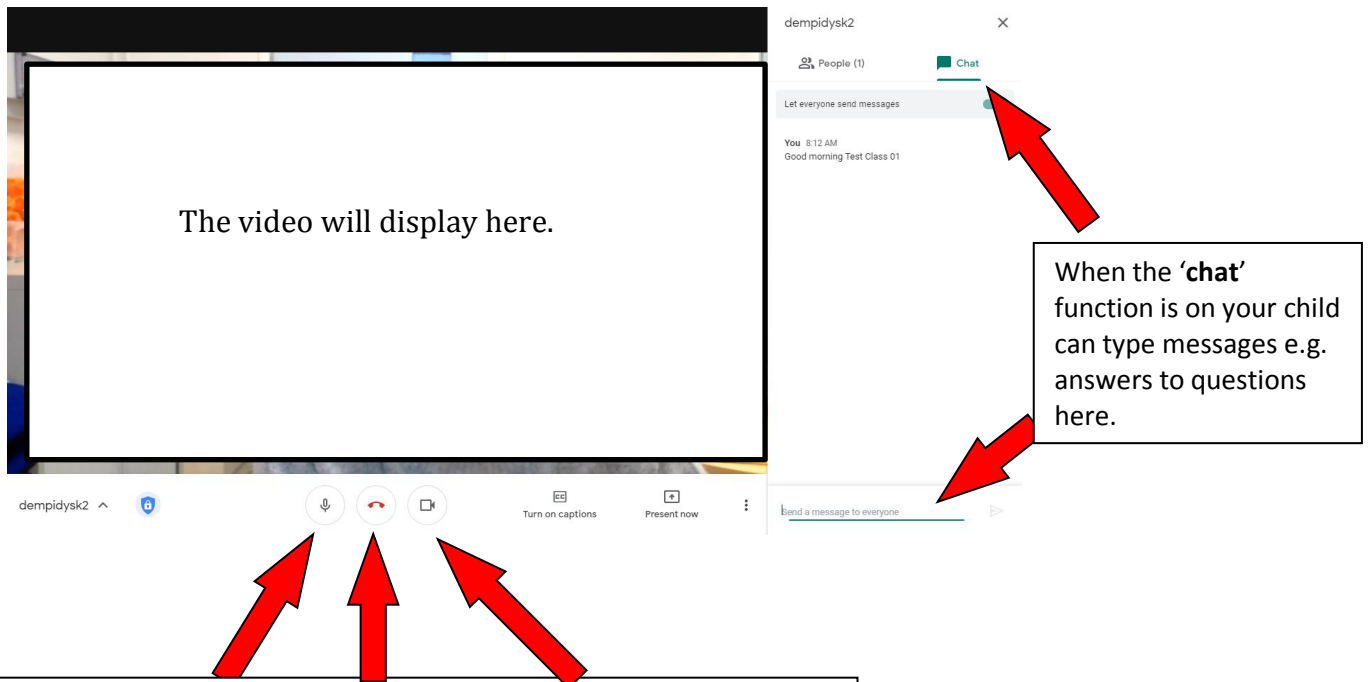 dempidysk2
People (1)
Chat
Let everyone send messages
You 8:12 AM
Good morning Test Class 01
The video will display here.
When the ‘chat’
function is on your child
can type messages e.g.
answers to questions
here.
dempidysk2
CC
Turn on captions
Present now
Send a message to everyone